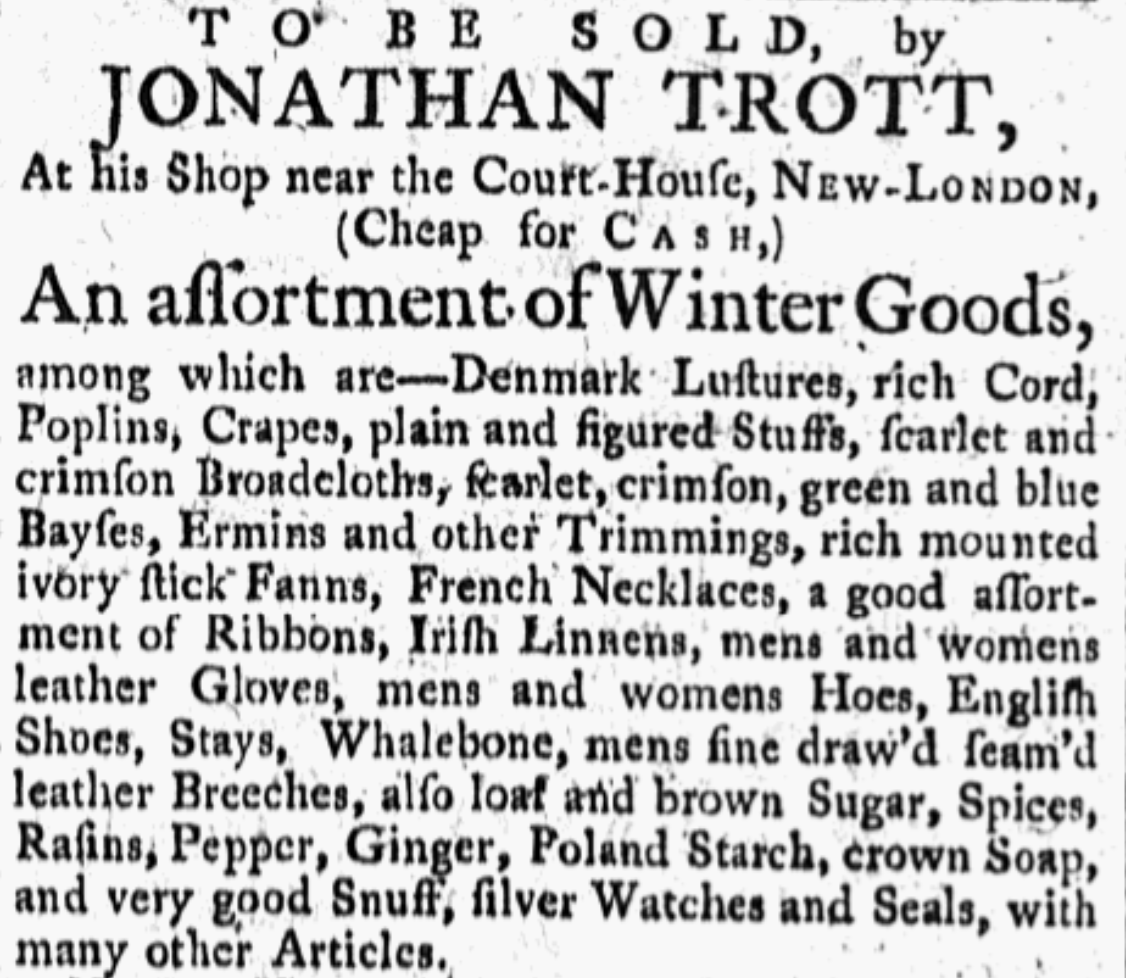 TO BE SOLD, by
JONATHAN TROTT,
At his Shop near the Court-Houſe, NEW-LONDON,
(Cheap for CASH,)
An aſſortment of Winter Goods,
among which are—Denmark Luſtures, rich Cord,
Poplins, Crapes, plain and figured Stuffs, ſcarlet and
crimſon Broadcloths, ſcarlet, crimſon, green and blue
Bayſes, Ermins and other Trimmings, rich mounted
ivory ſtick Fanns, French Necklaces, a good aſſort-
ment of Ribbons, Iriſh Linnens, mens and womens
leather Gloves, mens and womens Hoes, Engliſh
Shoes, Stays, Whalebone, mens fine draw'd ſeam'd
leather Breeches, alſo loaf and brown Sugar, Spices,
Raſins, Pepper, Ginger, Poland Starch, crown Soap,
and very good Snuff, ſilver Watches and Seals, with
many other Articles.